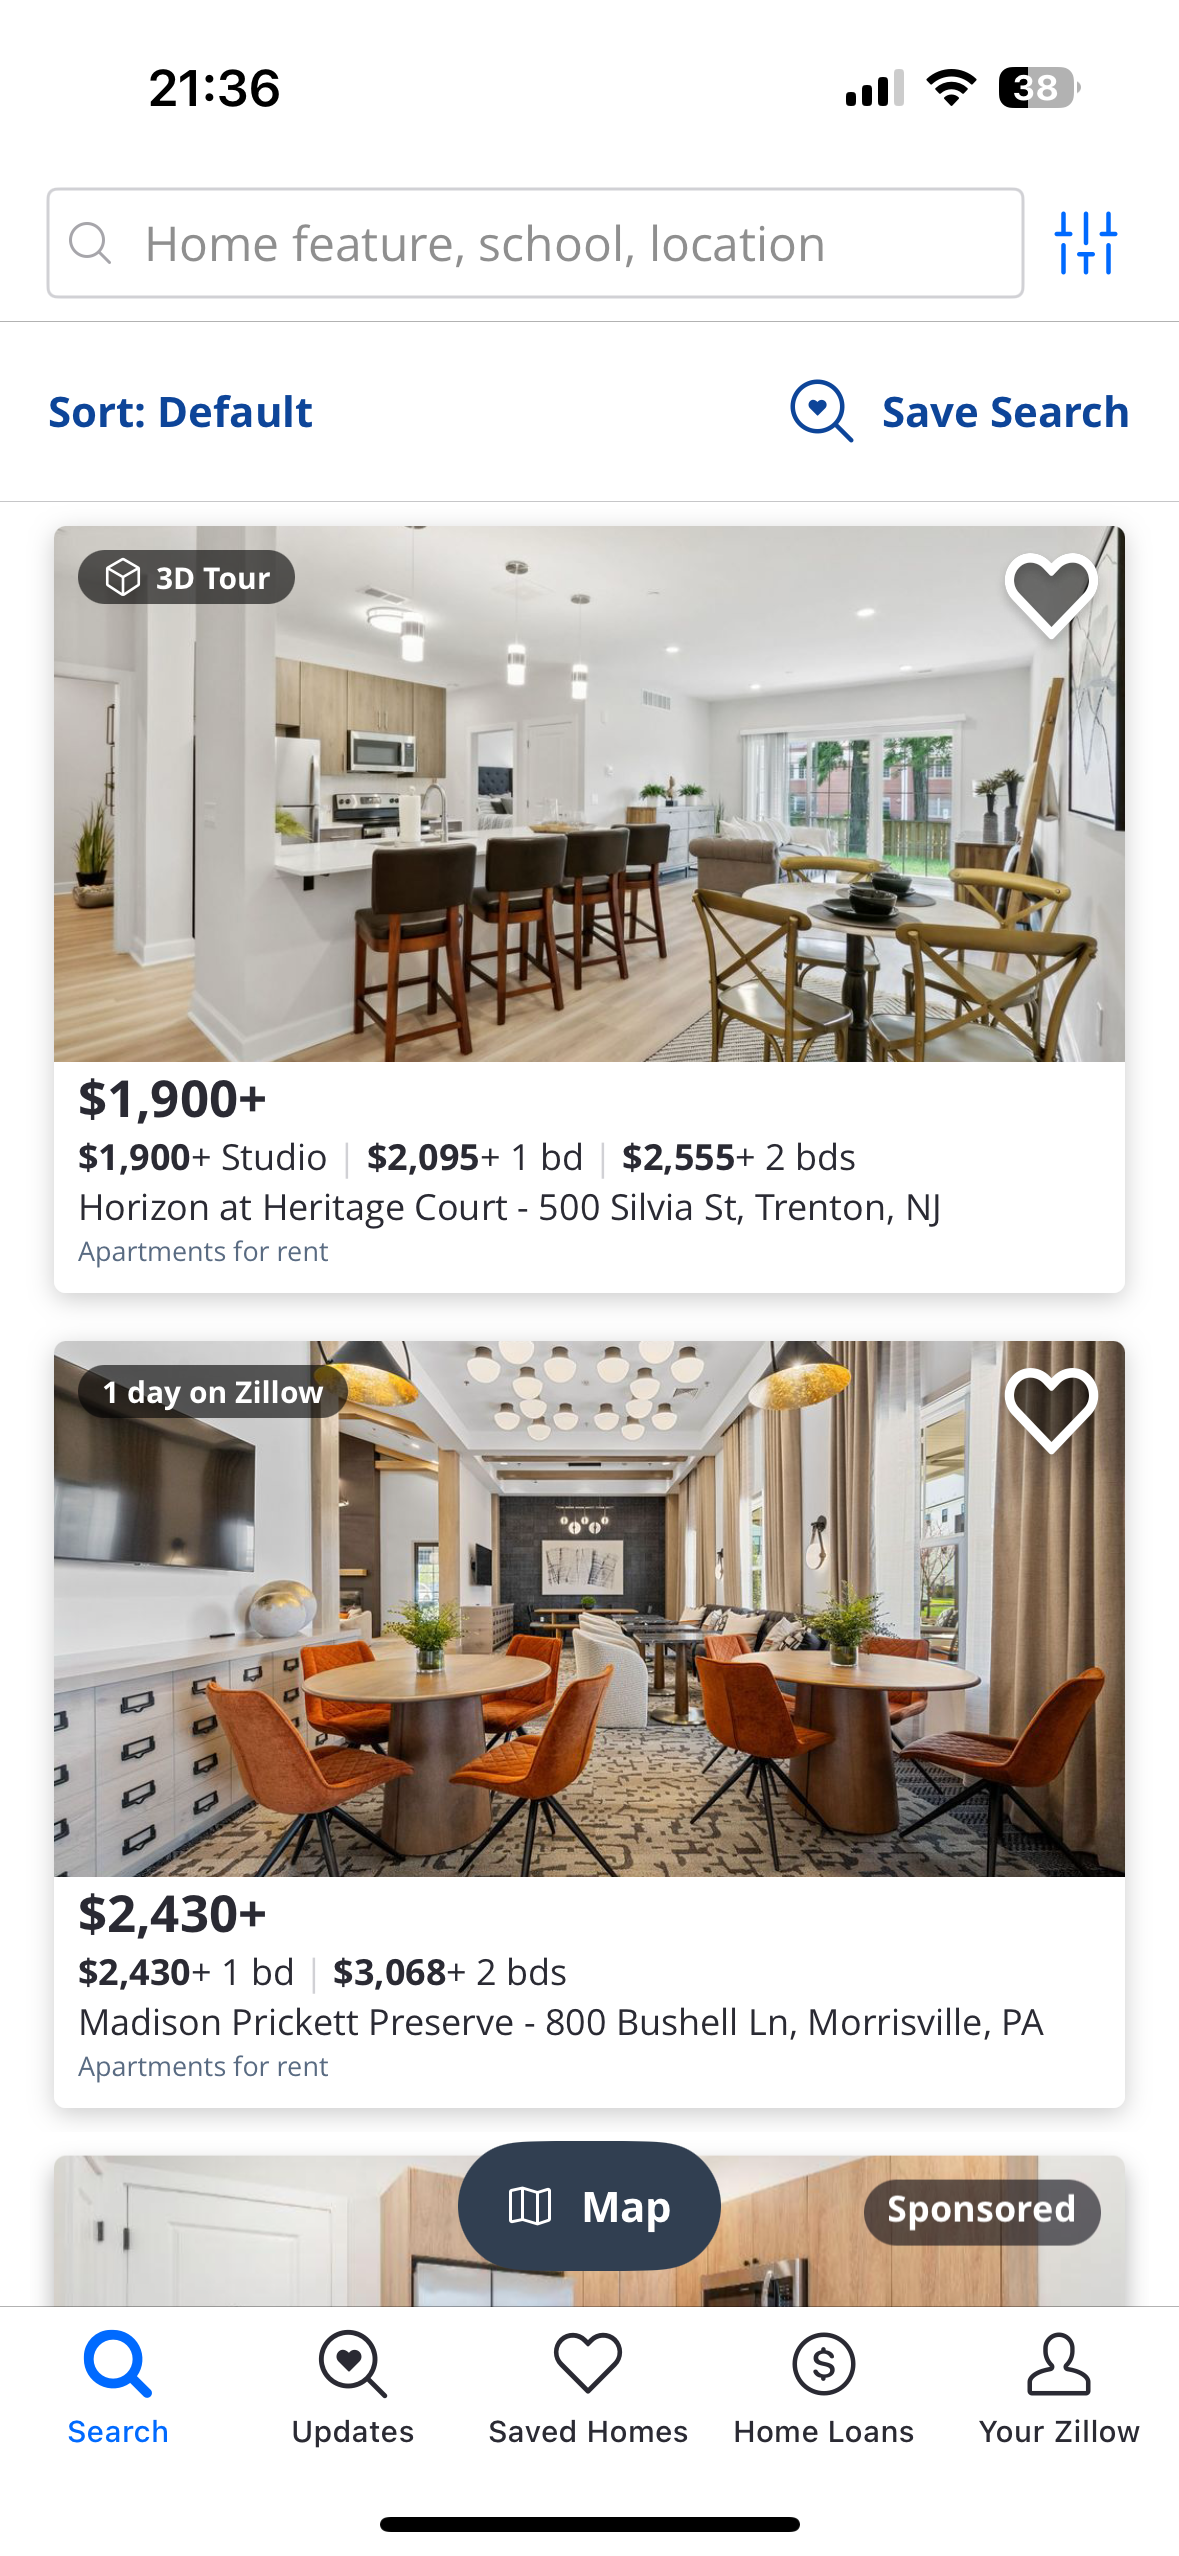 21:36
38
Home feature, school, location
Sort: Default
Save Search
3D Tour
$1,900+
$1,900+ Studio | $2,095+ 1 bd | $2,555+ 2 bds
Horizon at Heritage Court - 500 Silvia St, Trenton, NJ
Apartments for rent
1 day on Zillow
$2,430+
$2,430+ 1 bd | $3,068+ 2 bds
Madison Prickett Preserve - 800 Bushell Ln, Morrisville, PA
Apartments for rent
Map
Sponsored
Search
Updates
Saved Homes
Home Loans
Your Zillow